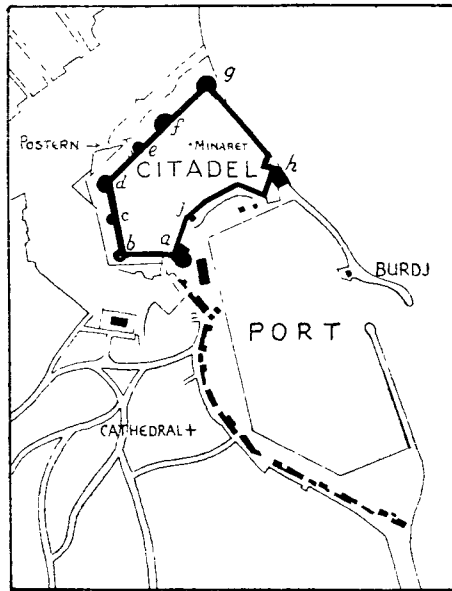 g
f
POSTERN
MINARET
e
CITADEL
h
d
c
j
b
a
BURDJ
PORT
CATHEDRAL